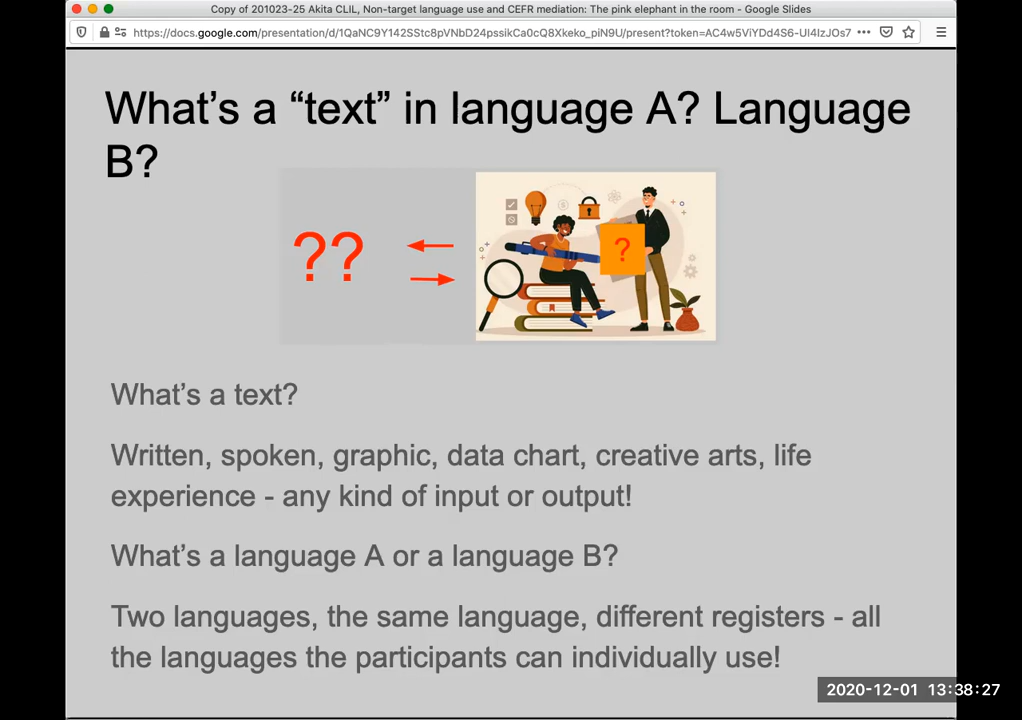 Copy of 201023-25 Akita CLIL, Non-target language use and CEFR mediation: The pink elephant in the room - Google Slides
https://docs.google.com/presentation/d/1QaNC9Y142SStc8pVNbD24pssikCa0cQ8Xkeko_piN9U/present?token=AC4w5ViYDd4S6-Ul4IzJOs7
What's a “text” in language A? Language
B?
??
?
What's a text?
Written, spoken, graphic, data chart, creative arts, life
experience - any kind of input or output!
What's a language A or a language B?
Two languages, the same language, different registers - all
the languages the participants can individually use!
2020-12-01 13:38:27